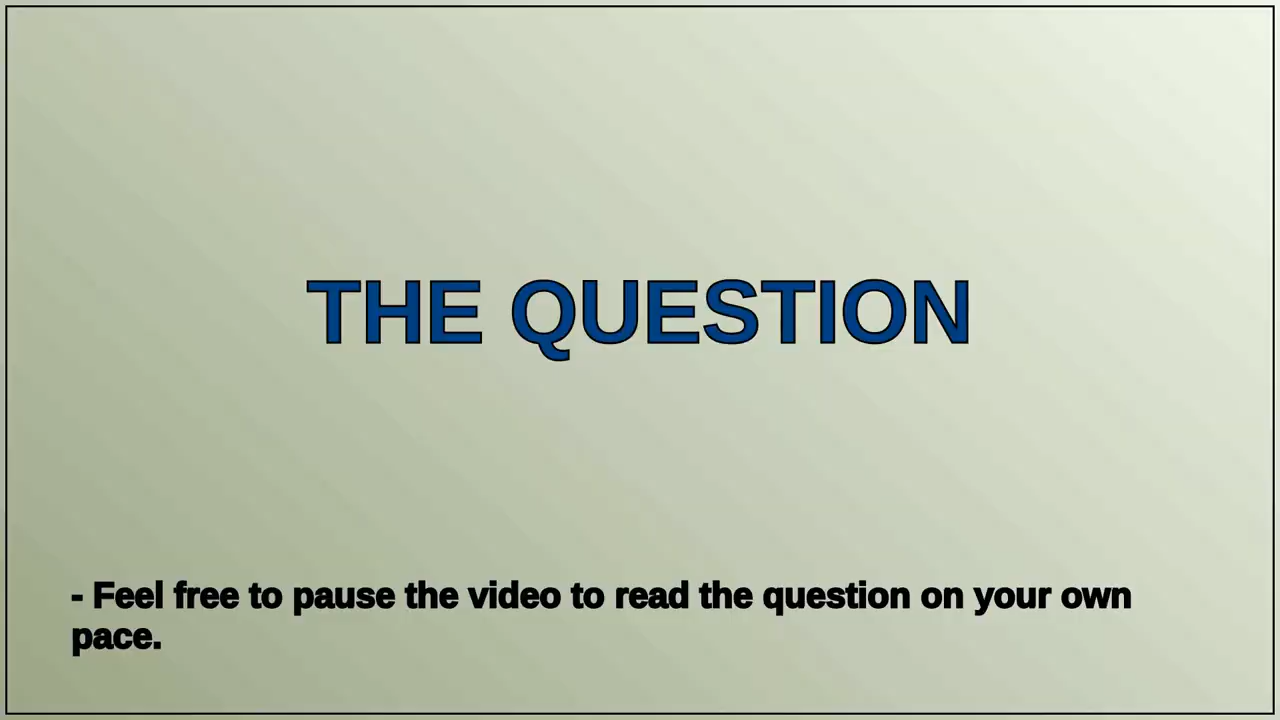 THE QUESTION
- Feel free to pause the video to read the question on your own
pace.